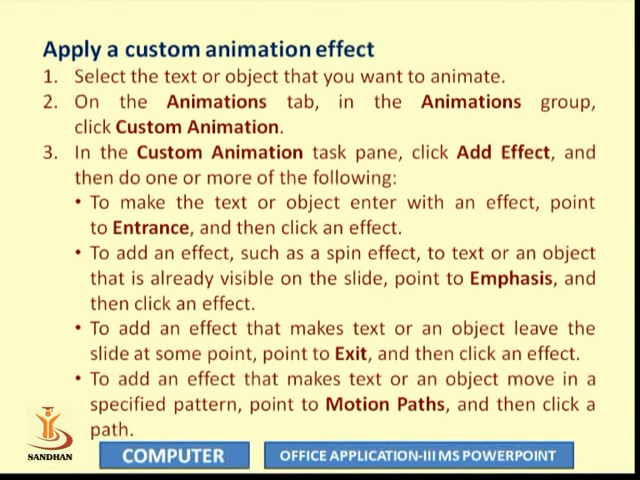 Apply a custom animation effect
1. Select the text or object that you want to animate.
2. On the Animations tab, in the Animations group,
click Custom Animation.
3. In the Custom Animation task pane, click Add Effect, and
then do one or more of the following:
• To make the text or object enter with an effect, point
to Entrance, and then click an effect.
• To add an effect, such as a spin effect, to text or an object
that is already visible on the slide, point to Emphasis, and
then click an effect.
• To add an effect that makes text or an object leave the
slide at some point, point to Exit, and then click an effect.
• To add an effect that makes text or an object move in a
specified pattern, point to Motion Paths, and then click a
path.
SANDHAN
COMPUTER
OFFICE APPLICATION-III MS POWERPOINT